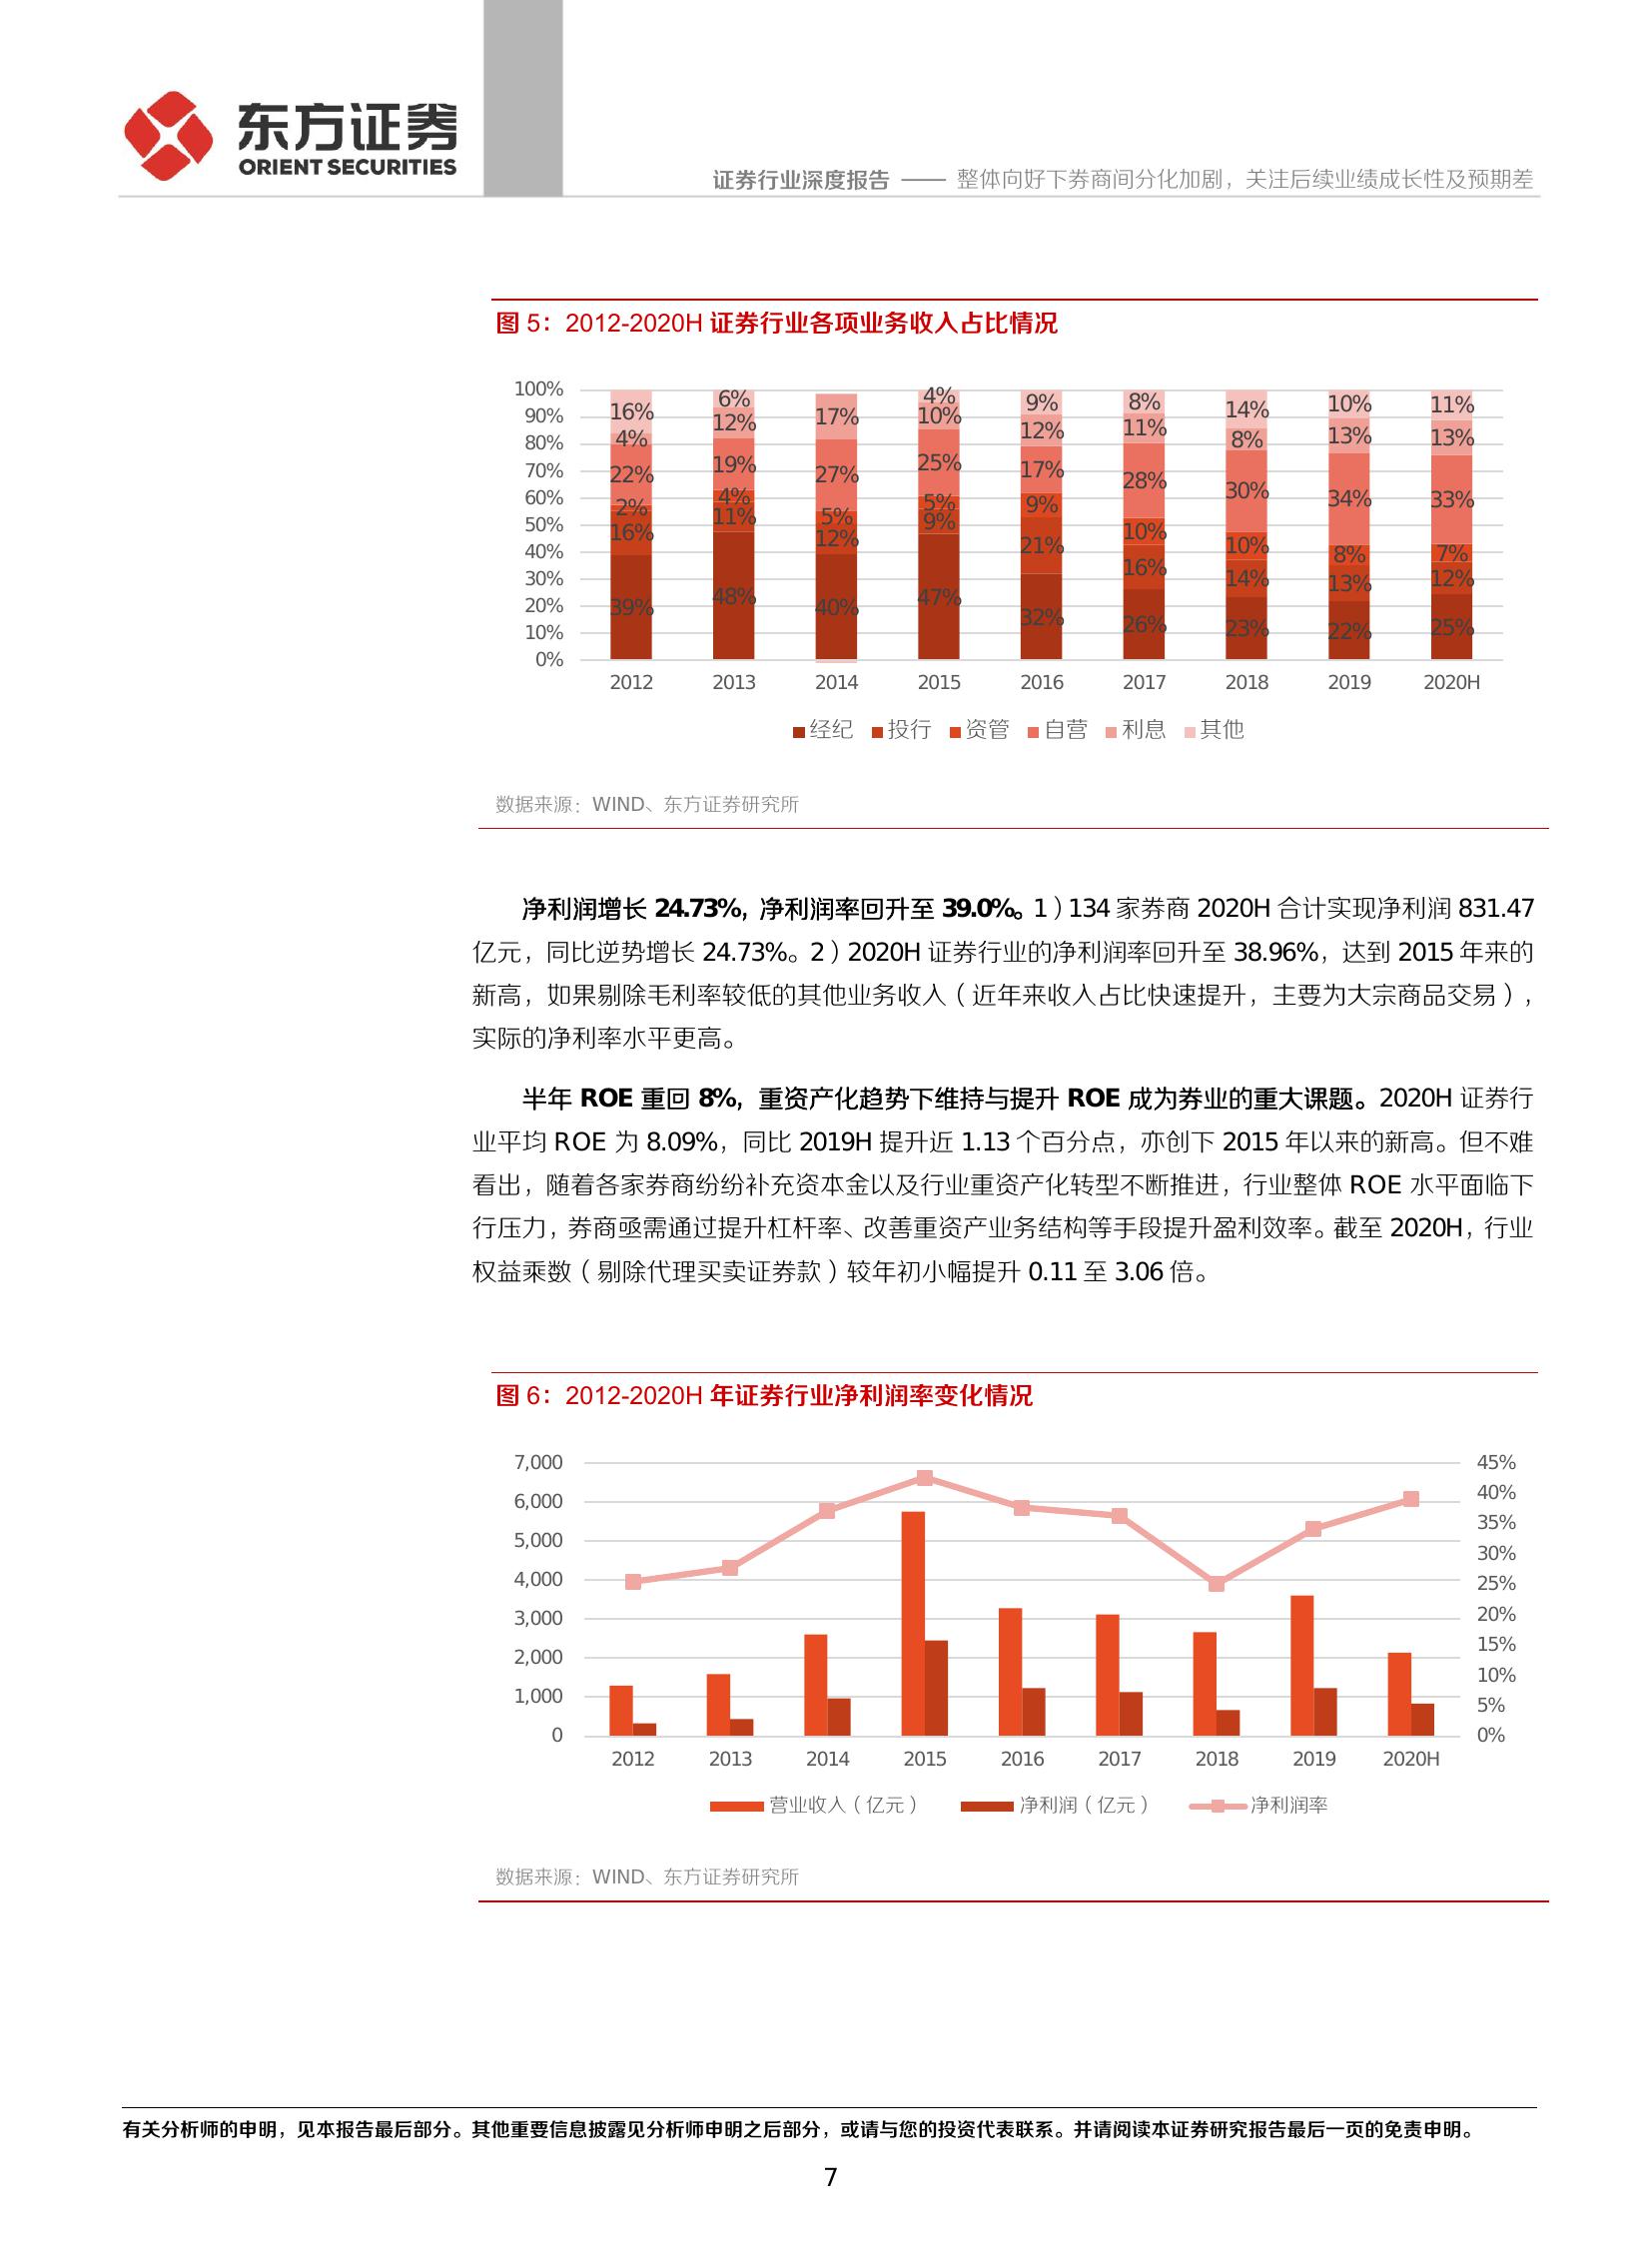 东方证券
ORIENT SECURITIES
证券行业深度报告 —— 整体向好下券商间分化加剧，关注后续业绩成长性及预期差
图 5：2012-2020H 证券行业各项业务收入占比情况
100%
90%
80%
70%
60%
50%
40%
30%
20%
10%
0%
16% 6% 4% 9% 8% 14% 10% 11%
4% 12% 17% 10% 12% 11% 8% 13% 13%
22% 19% 27% 25% 17% 28% 30% 34% 33%
2% 4% 5% 5% 9% 10% 10% 8% 7%
16% 11% 12% 9% 21% 16% 14% 13% 12%
39% 48% 40% 47% 32% 26% 23% 22% 25%
2012 2013 2014 2015 2016 2017 2018 2019 2020H
经纪 投行 资管 自营 利息 其他
数据来源：WIND、东方证券研究所
净利润增长 24.73%，净利润率回升至 39.0%。1）134 家券商 2020H 合计实现净利润 831.47
亿元，同比逆势增长 24.73%。2）2020H 证券行业的净利润率回升至 38.96%，达到 2015 年来的
新高，如果剔除毛利率较低的其他业务收入（近年来收入占比快速提升，主要为大宗商品交易），
实际的净利率水平更高。
半年 ROE 重回 8%，重资产化趋势下维持与提升 ROE 成为券业的重大课题。2020H 证券行
业平均 ROE 为 8.09%，同比 2019H 提升近 1.13 个百分点，亦创下 2015 年以来的新高。但不难
看出，随着各家券商纷纷补充资本金以及行业重资产化转型不断推进，行业整体 ROE 水平面临下
行压力，券商亟需通过提升杠杆率、改善重资产业务结构等手段提升盈利效率。截至 2020H，行业
权益乘数（剔除代理买卖证券款）较年初小幅提升 0.11 至 3.06 倍。
图 6：2012-2020H 年证券行业净利润率变化情况
7,000 45%
6,000 40%
5,000 35%
4,000 30%
3,000 25%
2,000 20%
1,000 15%
0 10%
5%
0%
2012 2013 2014 2015 2016 2017 2018 2019 2020H
营业收入（亿元） 净利润（亿元） 净利润率
数据来源：WIND、东方证券研究所
有关分析师的申明，见本报告最后部分。其他重要信息披露见分析师申明之后部分，或请与您的投资代表联系。并请阅读本证券研究报告最后一页的免责申明。
7